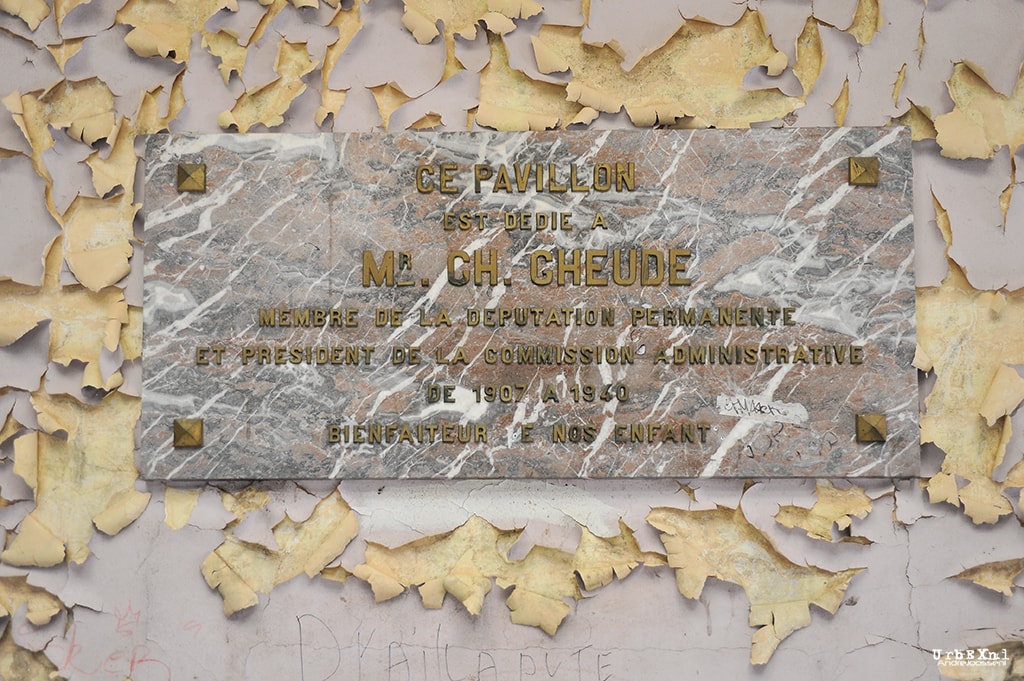 CE PAVILLON
EST DEDIE A
MR. CH. GHEUDE
MEMBRE DE LA DEPUTATION PERMANENTE
ET PRESIDENT DE LA COMMISSION ADMINISTRATIVE
DE 1907 A 1940
BIENFAITEUR E NOS ENFANT
UrbEXnl